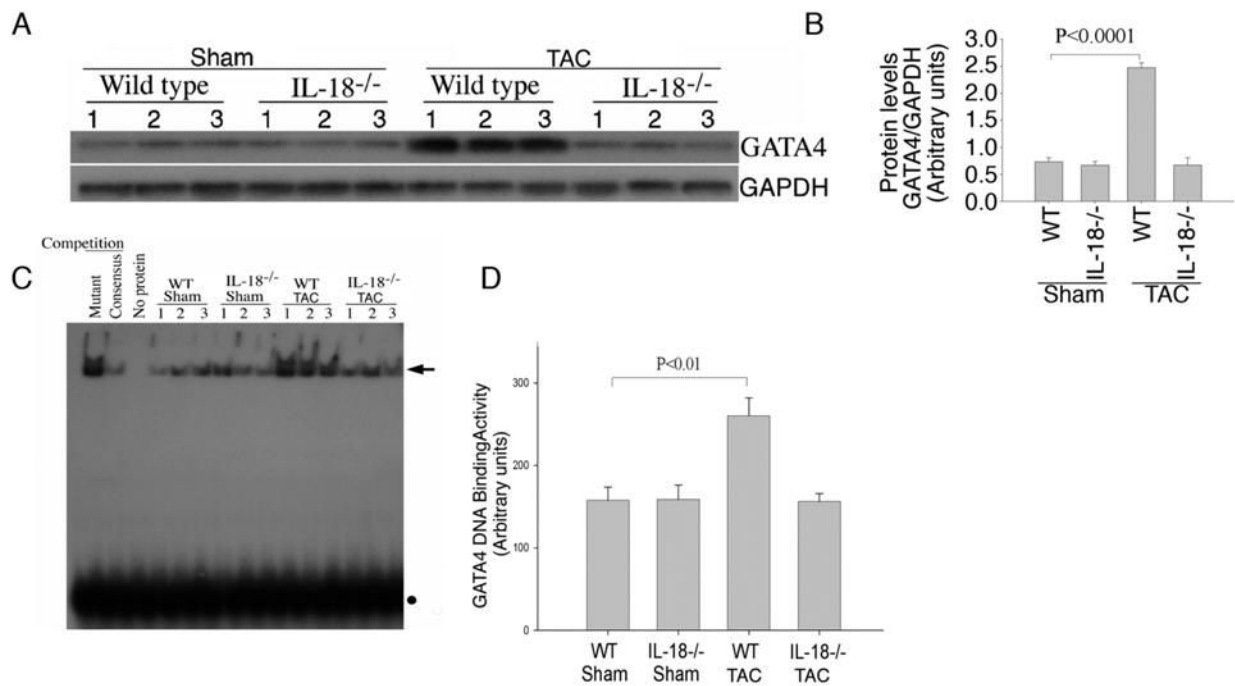 A
Sham TAC
Wild type IL-18-/- Wild type IL-18-/-
1 2 3 1 2 3 1 2 3 1 2 3
GATA4
GAPDH
B
P<0.0001
Protein levels
GATA4/GAPDH
(Arbitrary units)
3.0
2.5
2.0
1.5
1.0
0.5
0.0
WT IL-18-/- WT IL-18-/-
Sham TAC
C
Competition
Mutant Consensus No protein
WT IL-18-/- WT IL-18-/-
Sham Sham TAC TAC
1 2 3 1 2 3 1 2 3 1 2 3
D
P<0.01
GATA4 DNA BindingActivity
(Arbitrary units)
300
200
100
0
WT IL-18-/- WT IL-18-/-
Sham Sham TAC TAC